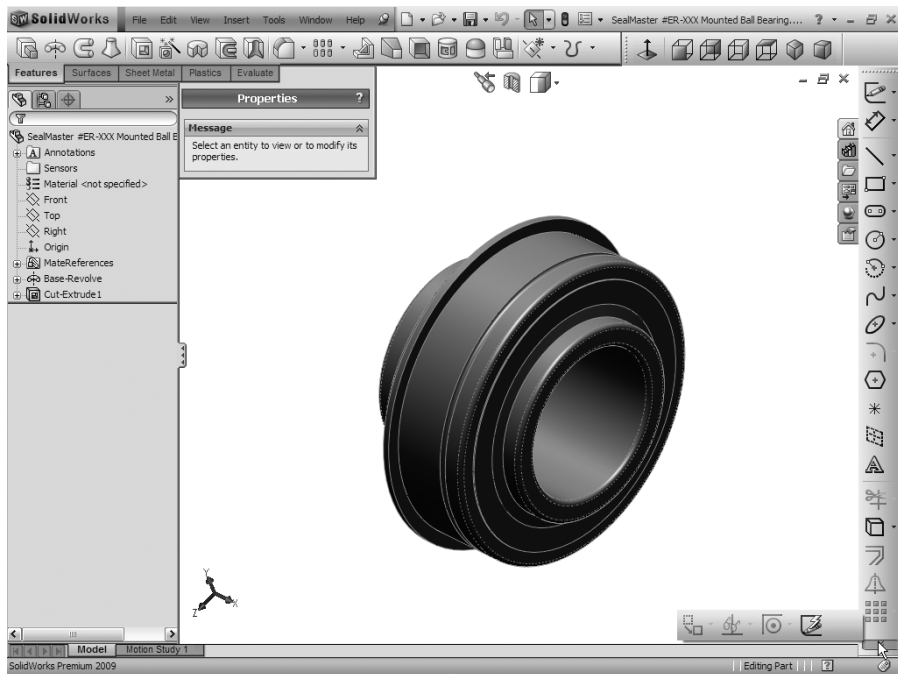 SolidWorks File Edit View Insert Tools Window Help SealMaster #ER-XXX Mounted Ball Bearing.... ?
Features Surfaces Sheet Metal Plastics Evaluate
Properties ?
Message
Select an entity to view or to modify its
properties.
SealMaster #ER-XXX Mounted Ball B
A Annotations
Sensors
Material <not specified>
Front
Top
Right
Origin
MateReferences
Base-Revolve
Cut-Extrude1
Y
X
Z
Model Motion Study 1
SolidWorks Premium 2009 Editing Part ?